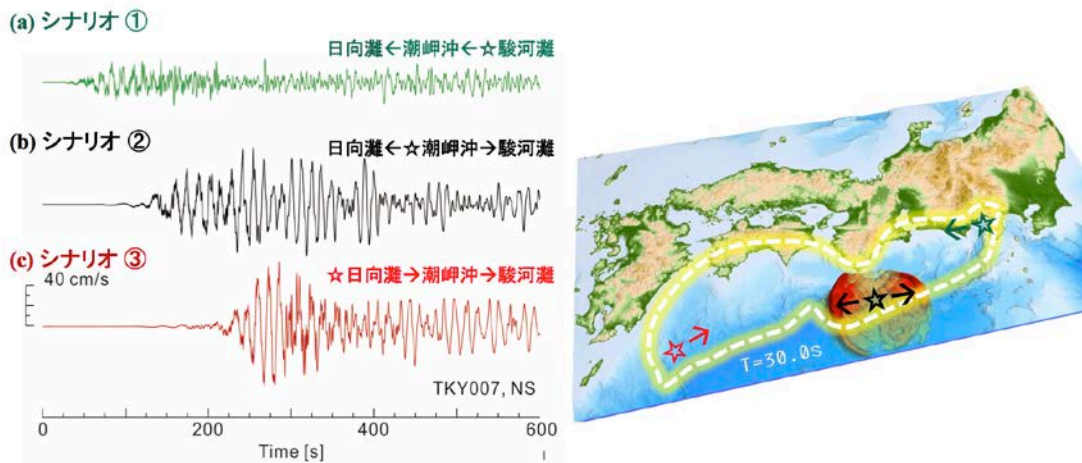 (a) シナリオ ①
日向灘←潮岬沖←☆駿河灘
(b) シナリオ ②
日向灘←☆潮岬沖→駿河灘
(c) シナリオ ③
☆日向灘→潮岬沖→駿河灘
40 cm/s
TKY007, NS
0 200 400 600
Time [s]
T=30.0s